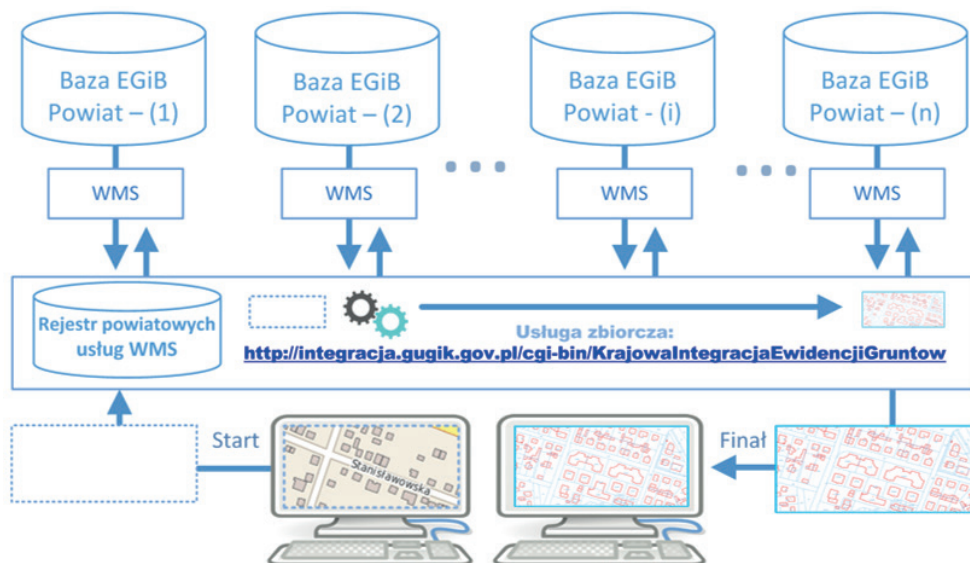 Baza EGiB
Powiat – (1)
Baza EGiB
Powiat – (2)
Baza EGiB
Powiat - (i)
Baza EGiB
Powiat – (n)
WMS
WMS
WMS
WMS
Rejestr powiatowych
usług WMS
Usługa zbiorcza:
http://integracja.gugik.gov.pl/cgi-bin/KrajowaIntegracjaEwidencjiGruntow
Start
Stanisławowska
Finał